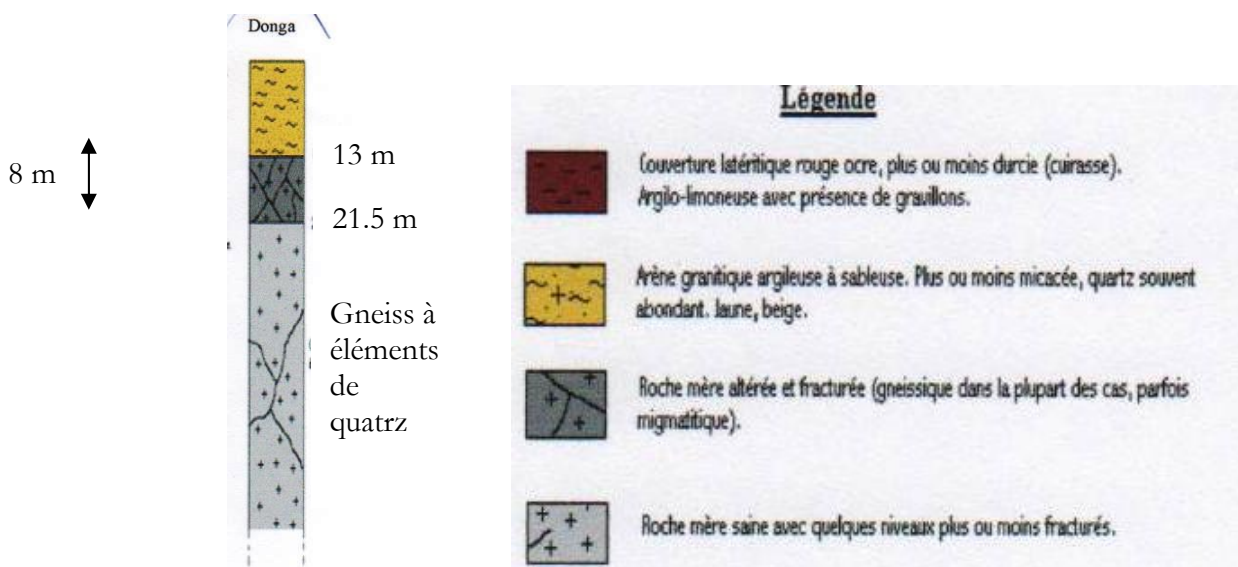 Donga
8 m
13 m
21.5 m
Gneiss à
éléments
de
quatrz
Légende
Couverture latéritique rouge ocre, plus ou moins durcie (cuirasse).
Argilo-limoneuse avec présence de gravillons.
Arène granitique argileuse à sableuse. Plus ou moins micacée, quartz souvent
abondant. Jaune, beige.
Roche mère altérée et fracturée (gneissique dans la plupart des cas, parfois
migmatitique).
Roche mère saine avec quelques niveaux plus ou moins fracturés.